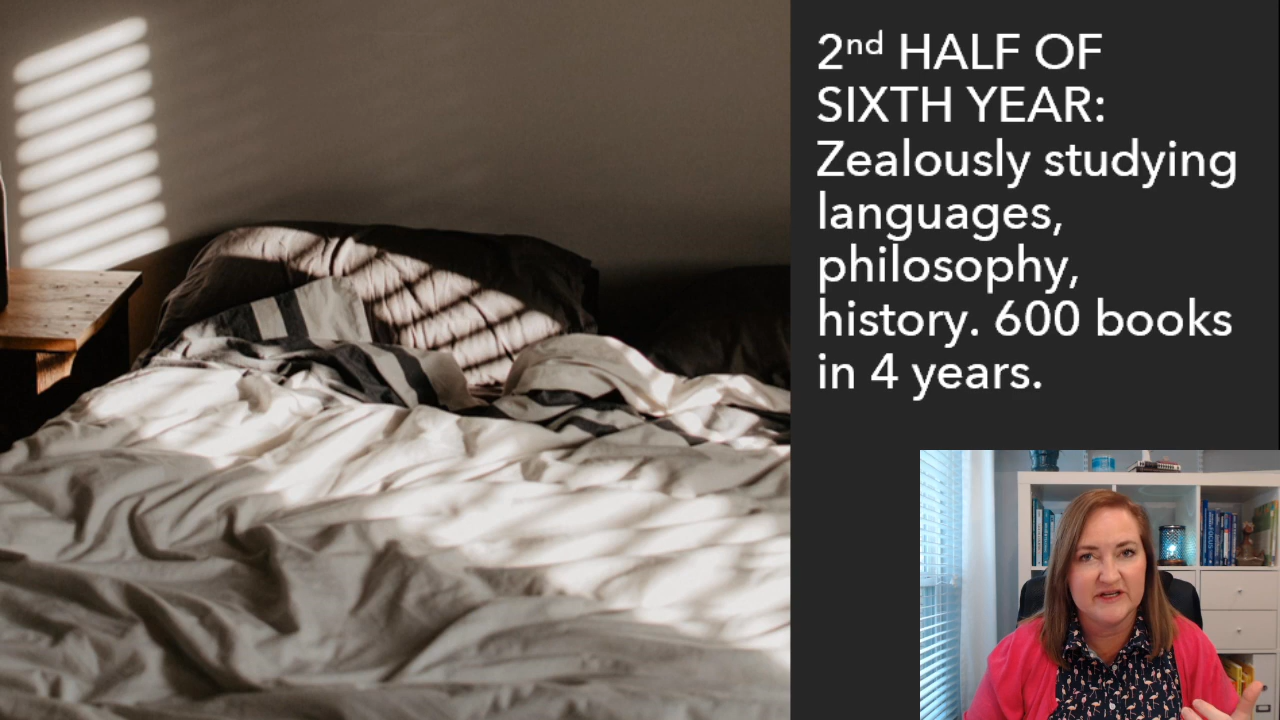 2nd HALF OF
SIXTH YEAR:
Zealously studying
languages,
philosophy,
history. 600 books
in 4 years.